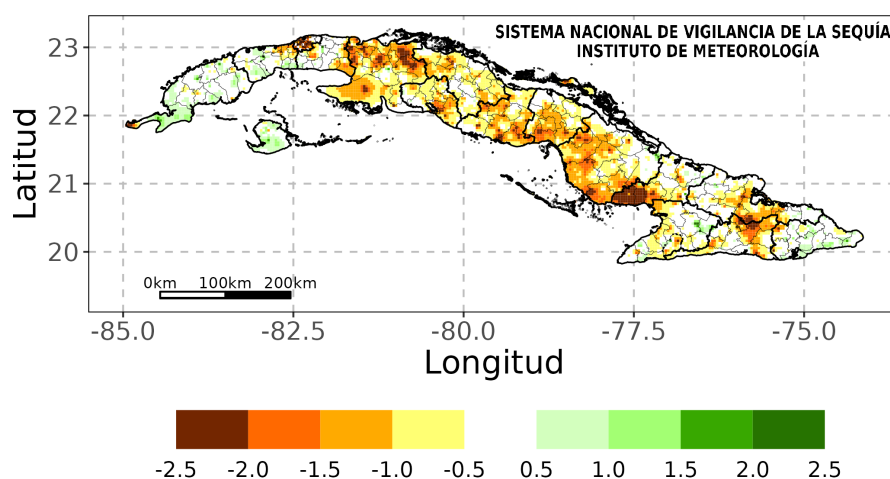 SISTEMA NACIONAL DE VIGILANCIA DE LA SEQUÍA
INSTITUTO DE METEOROLOGÍA
23
22
21
20
Latitud
0km 100km 200km
-85.0 -82.5 -80.0 -77.5 -75.0
Longitud
-2.5 -2.0 -1.5 -1.0 -0.5 0.5 1.0 1.5 2.0 2.5